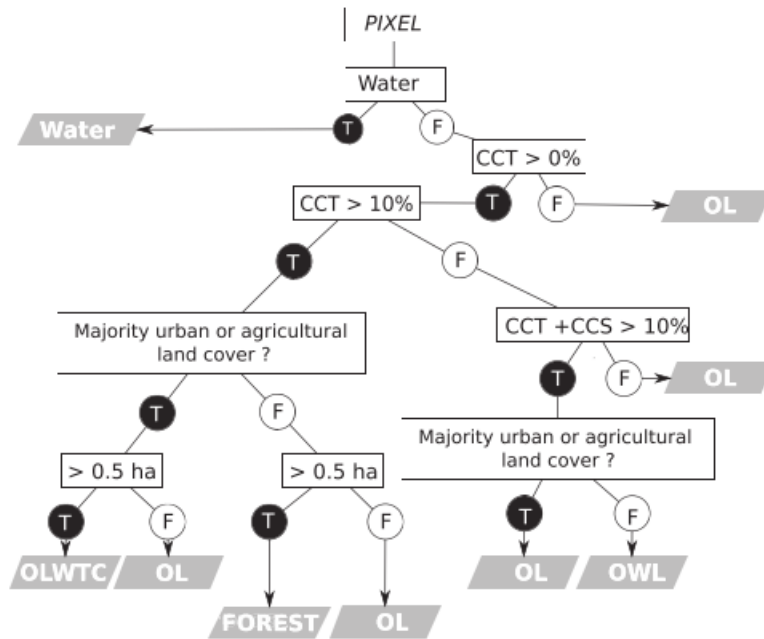 PIXEL
Water
T
F
Water
CCT > 0%
CCT > 10%
T
F
OL
T
F
Majority urban or agricultural
land cover ?
CCT +CCS > 10%
T
F
OL
T
F
Majority urban or agricultural
land cover ?
> 0.5 ha
> 0.5 ha
T
F
T
F
T
F
OLWTC
OL
OL
OWL
FOREST
OL